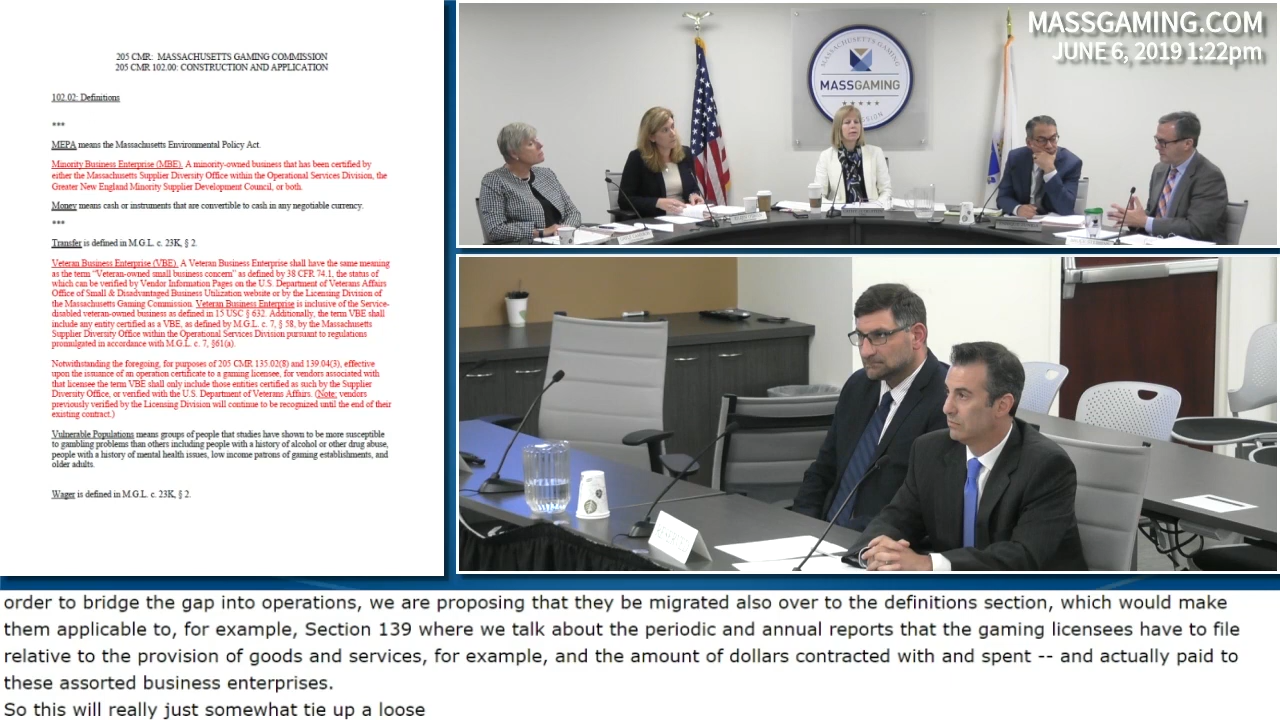 205 CMR: MASSACHUSETTS GAMING COMMISSION
205 CMR 102.00: CONSTRUCTION AND APPLICATION
102.02: Definitions
***
MEPA means the Massachusetts Environmental Policy Act.
Minority Business Enterprise (MBE). A minority-owned business that has been certified by
either the Massachusetts Supplier Diversity Office within the Operational Services Division, the
Greater New England Minority Supplier Development Council, or both.
Money means cash or instruments that are convertible to cash in any negotiable currency.
***
Transfer is defined in M.G.L. c. 23K, § 2.
Veteran Business Enterprise (VBE). A Veteran Business Enterprise shall have the same meaning
as the term "Veteran-owned small business concern" as defined by 38 CFR 74.1, the status of
which can be verified by Vendor Information Pages on the U.S. Department of Veterans Affairs
Office of Small & Disadvantaged Business Utilization website or by the Licensing Division of
the Massachusetts Gaming Commission. Veteran Business Enterprise is inclusive of the Service-
disabled veteran-owned business as defined in 15 USC § 632. Additionally, the term VBE shall
include any entity certified as a VBE, as defined by M.G.L. c. 7, § 58, by the Massachusetts
Supplier Diversity Office within the Operational Services Division pursuant to regulations
promulgated in accordance with M.G.L. c. 7, §61(a).
Notwithstanding the foregoing, for purposes of 205 CMR 135.02(8) and 139.04(3), effective
upon the issuance of an operation certificate to a gaming licensee, for vendors associated with
that licensee the term VBE shall only include those entities certified as such by the Supplier
Diversity Office, or verified with the U.S. Department of Veterans Affairs. (Note: vendors
previously verified by the Licensing Division will continue to be recognized until the end of their
existing contract.)
Vulnerable Populations means groups of people that studies have shown to be more susceptible
to gambling problems than others including people with a history of alcohol or other drug abuse,
people with a history of mental health issues, low income patrons of gaming establishments, and
older adults.
Wager is defined in M.G.L. c. 23K, § 2.
MASSGAMING.COM
JUNE 6, 2019 1:22pm
MASSACHUSETTS GAMING
MASSGAMING
order to bridge the gap into operations, we are proposing that they be migrated also over to the definitions section, which would make
them applicable to, for example, Section 139 where we talk about the periodic and annual reports that the gaming licensees have to file
relative to the provision of goods and services, for example, and the amount of dollars contracted with and spent -- and actually paid to
these assorted business enterprises.
So this will really just somewhat tie up a loose